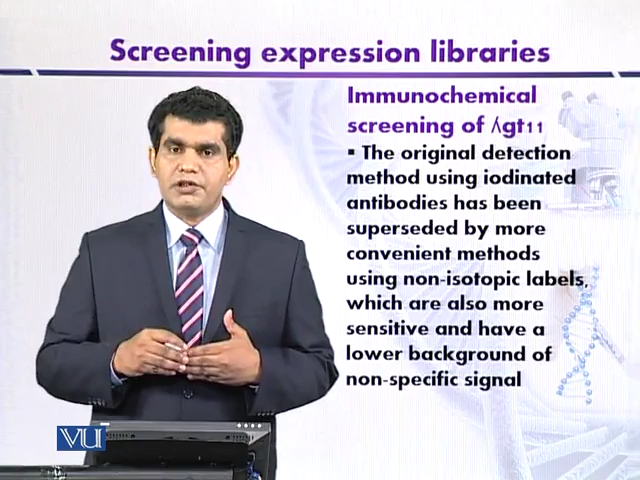 Screening expression libraries
Immunochemical
screening of λgt11
▪ The original detection
method using iodinated
antibodies has been
superseded by more
convenient methods
using non-isotopic labels,
which are also more
sensitive and have a
lower background of
non-specific signal
VU